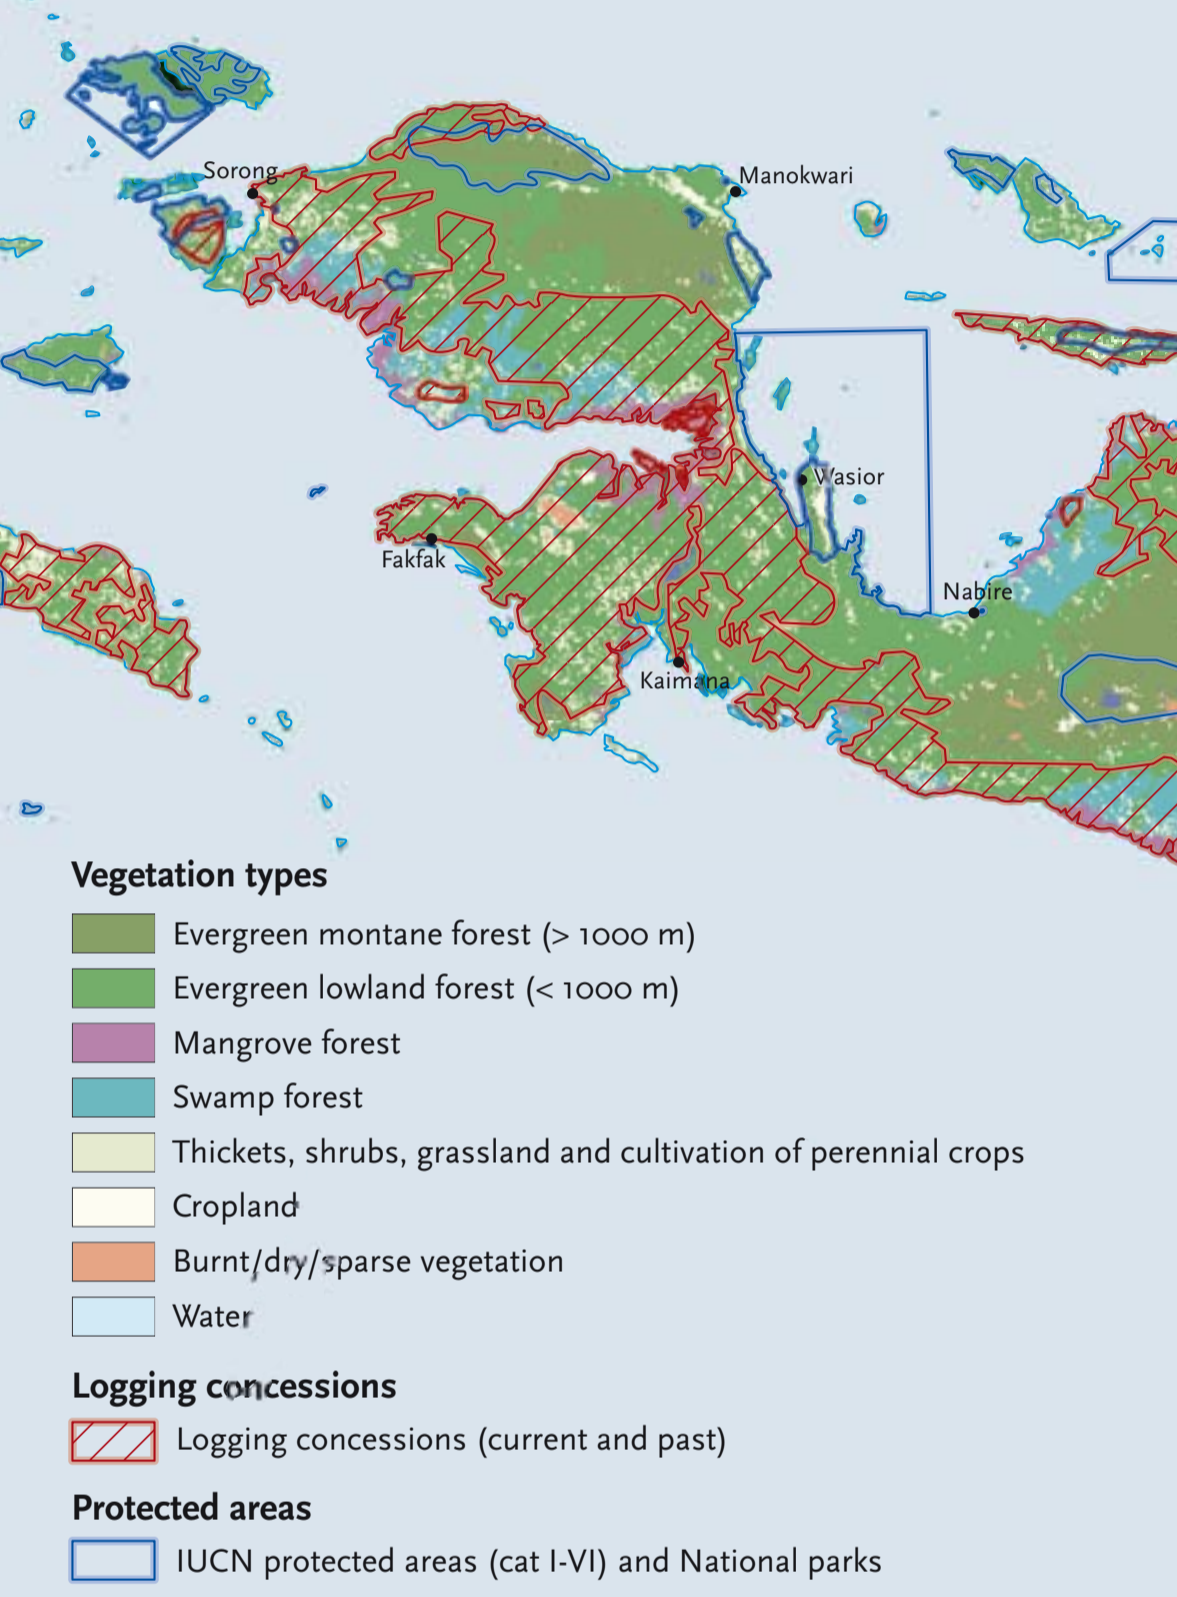 Sorong
Manokwari
Wasior
Fakfak
Nabire
Kaimana
Vegetation types
Evergreen montane forest (> 1000 m)
Evergreen lowland forest (< 1000 m)
Mangrove forest
Swamp forest
Thickets, shrubs, grassland and cultivation of perennial crops
Cropland
Burnt/dry/sparse vegetation
Water
Logging concessions
Logging concessions (current and past)
Protected areas
IUCN protected areas (cat I-VI) and National parks